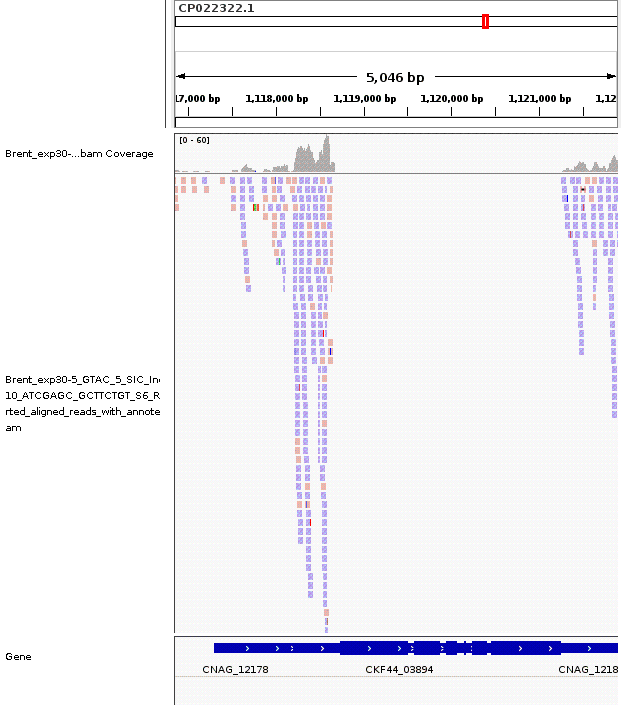 CP022322.1
5,046 bp
17,000 bp 1,118,000 bp 1,119,000 bp 1,120,000 bp 1,121,000 bp 1,12
[0 - 60]
Brent_exp30-...bam Coverage
Brent_exp30-5_GTAC_5_SIC_In
10_ATCGAGC_GCTTCTGT_S6_R
rted_aligned_reads_with_annote
am
Gene
CNAG_12178 CKF44_03894 CNAG_1218